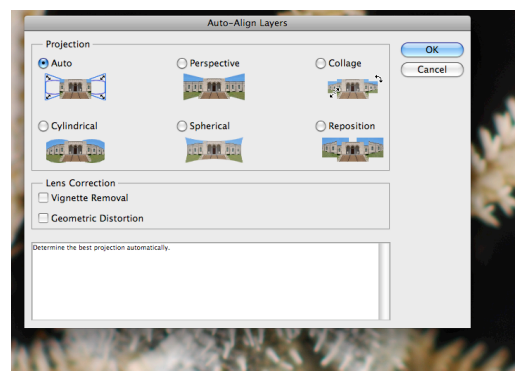 Auto-Align Layers
Projection
Auto
Perspective
Collage
OK
Cancel
Cylindrical
Spherical
Reposition
Lens Correction
Vignette Removal
Geometric Distortion
Determine the best projection automatically.